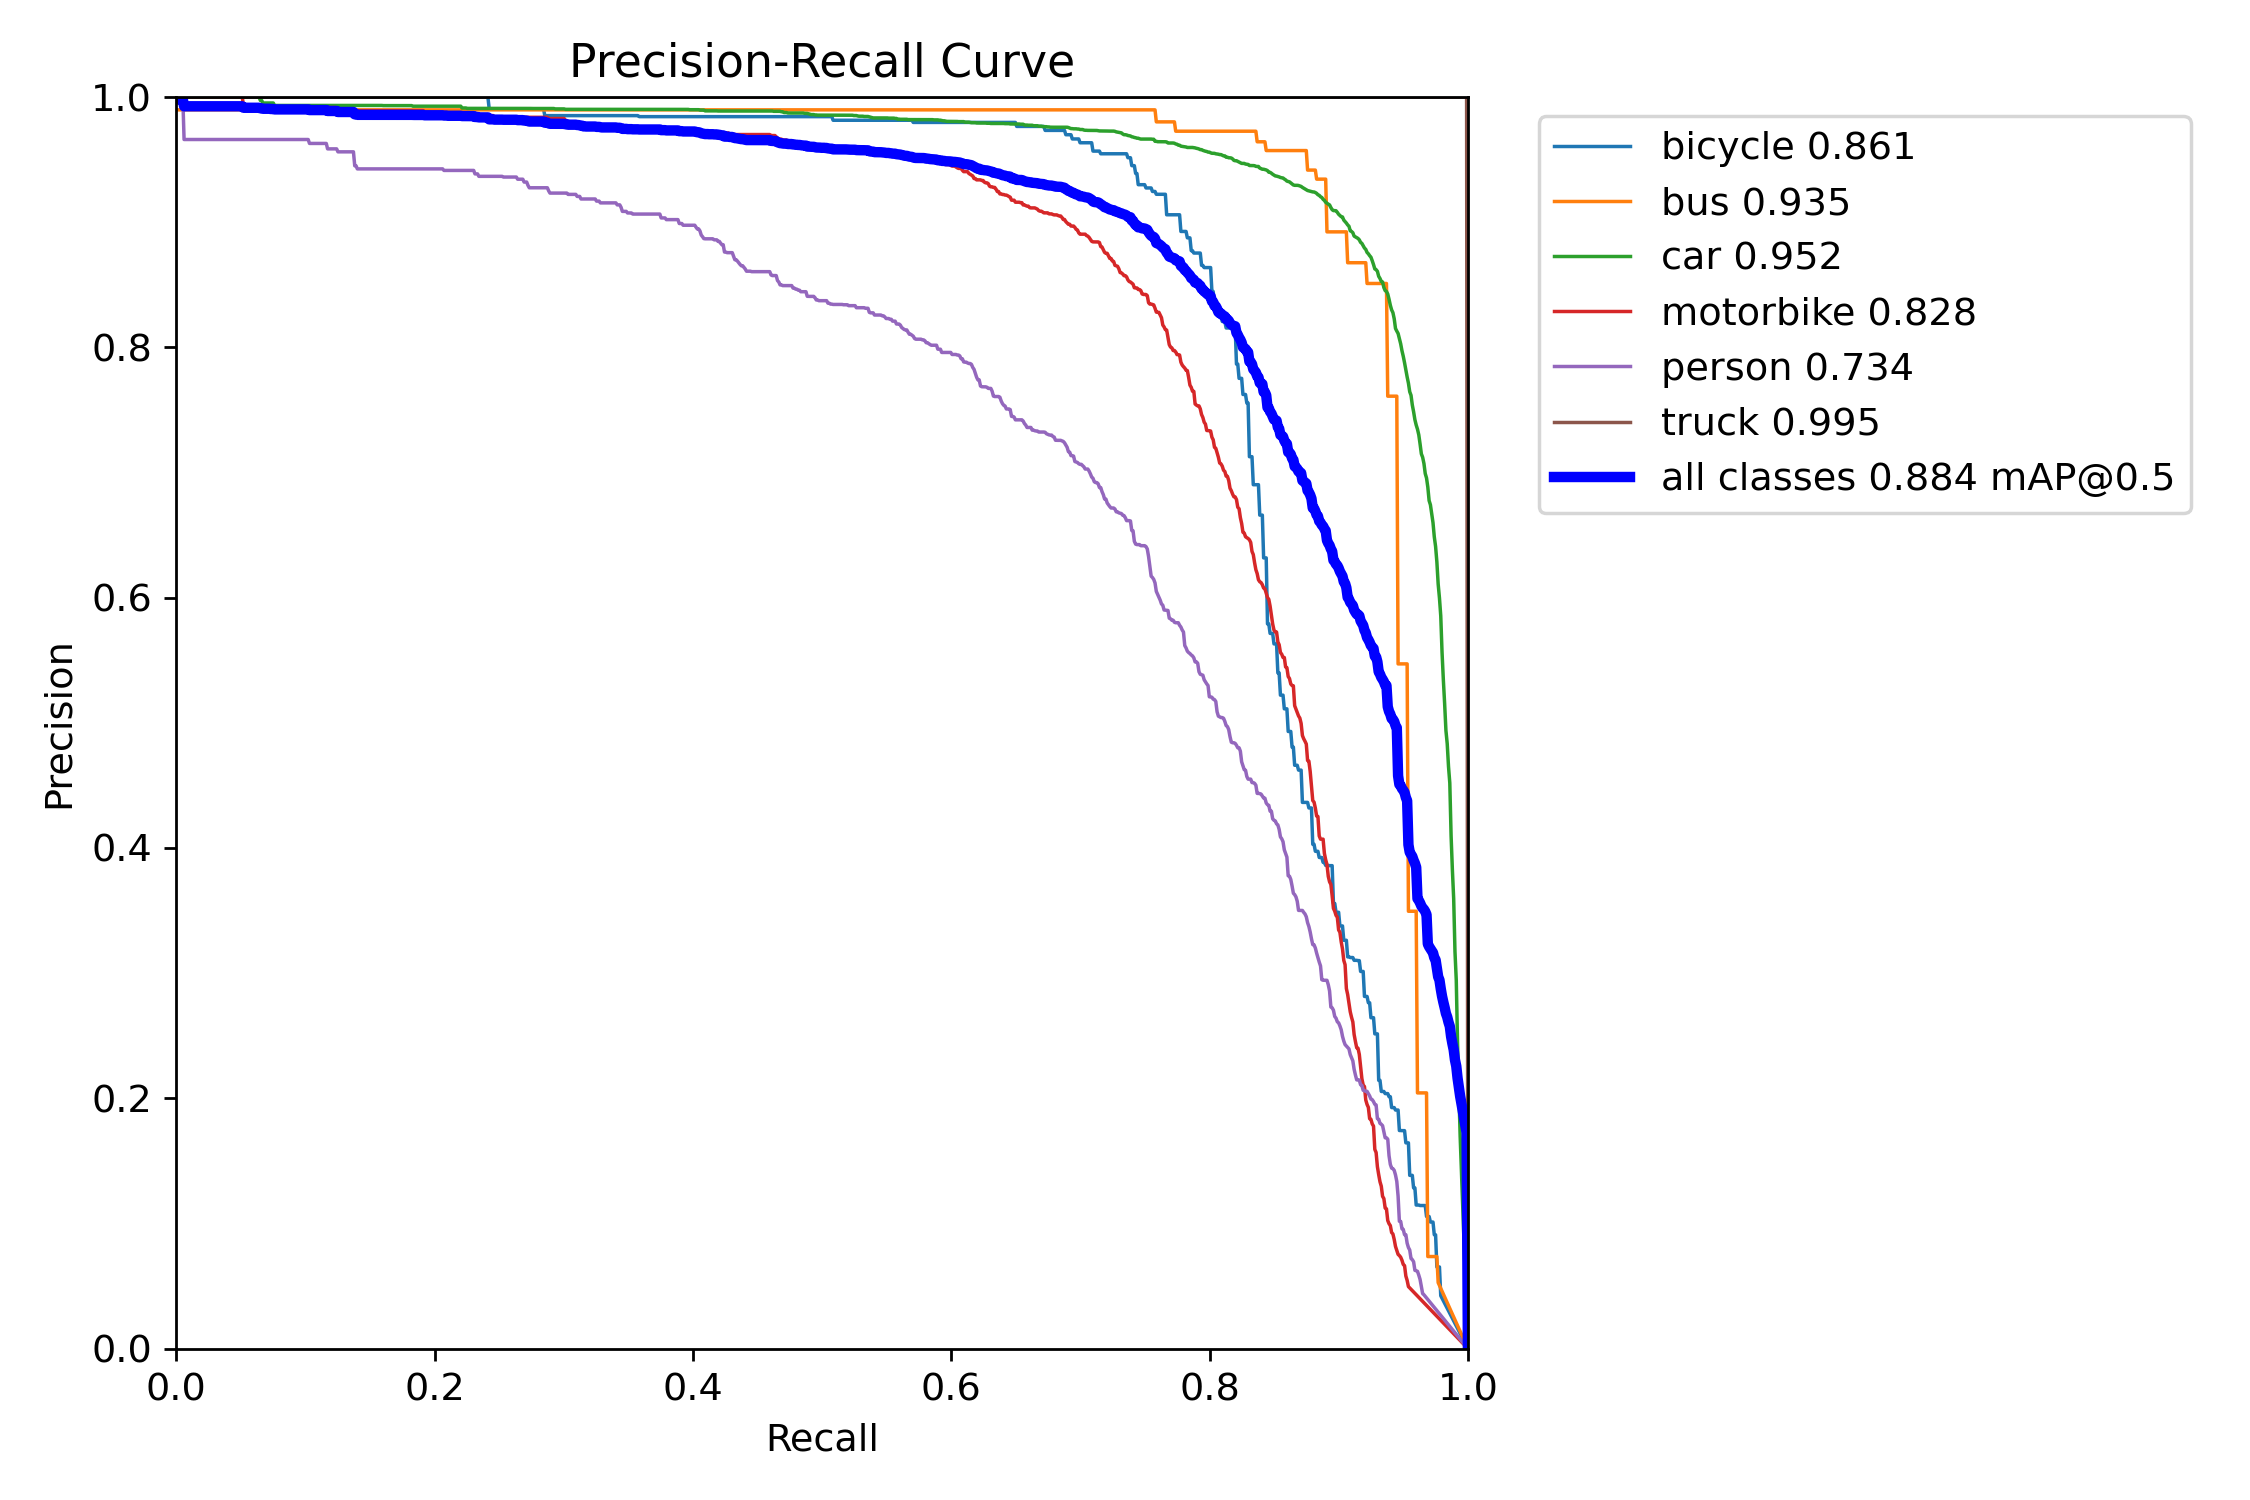 Precision-Recall Curve
1.0
0.8
0.6
0.4
0.2
0.0
Precision
0.0 0.2 0.4 0.6 0.8 1.0
Recall
bicycle 0.861
bus 0.935
car 0.952
motorbike 0.828
person 0.734
truck 0.995
all classes 0.884 mAP@0.5